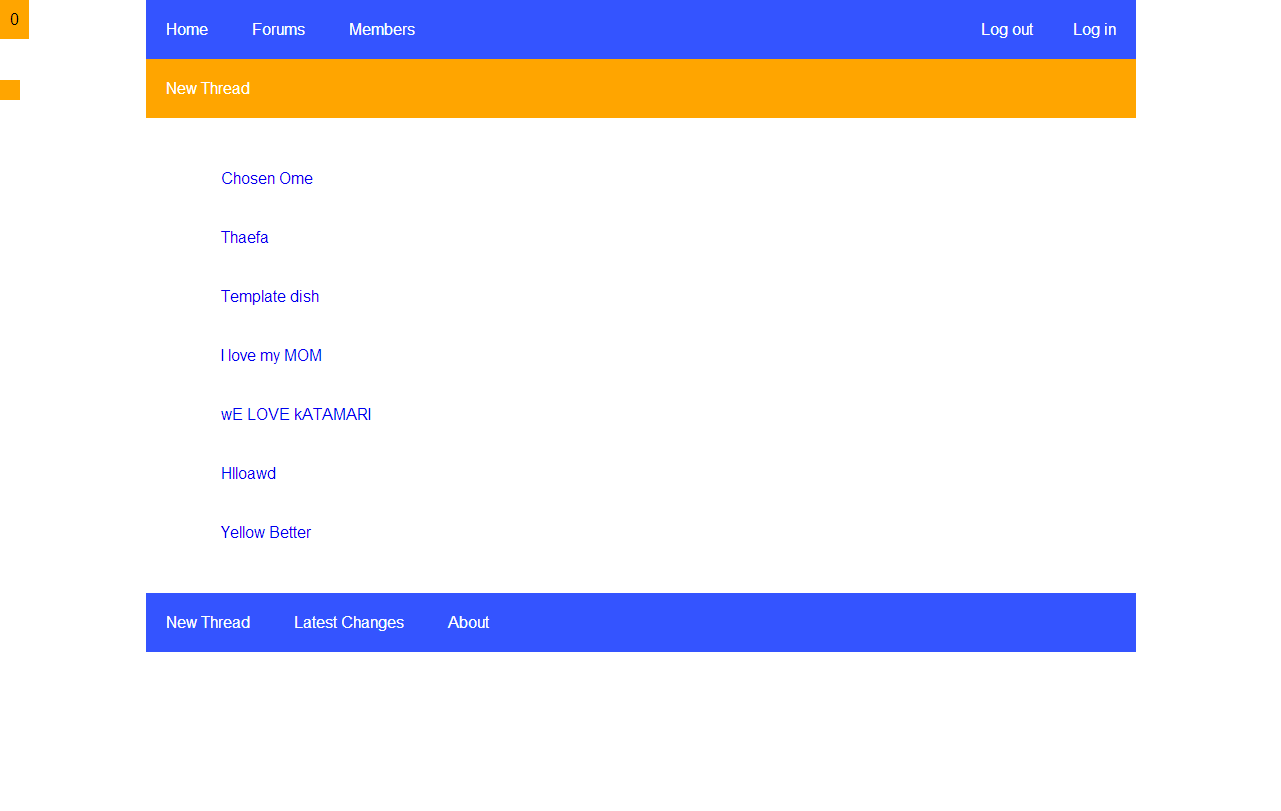 0
Home Forums Members Log out Log in
New Thread
Chosen Ome
Thaefa
Template dish
I love my MOM
wE LOVE kATAMARI
Hlloawd
Yellow Better
New Thread Latest Changes About